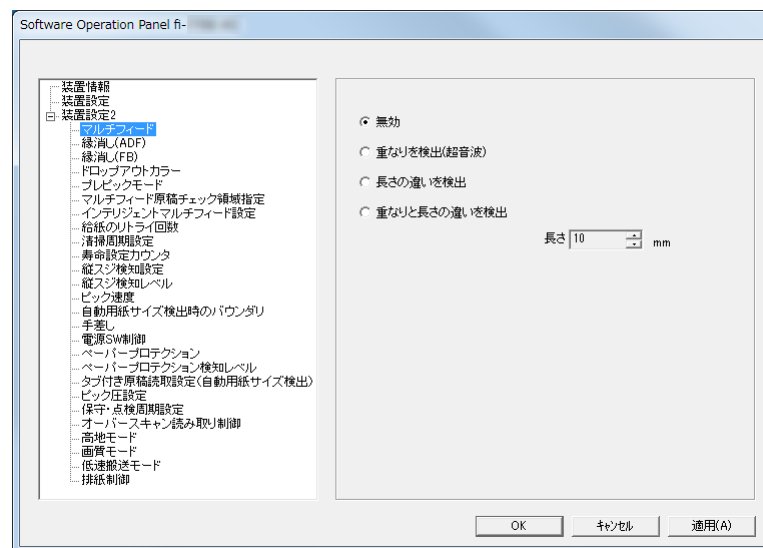 Software Operation Panel fi-
装置情報
装置設定
装置設定2
マルチフィード
縁消し(ADF)
縁消し(FB)
ドロップアウトカラー
プレピックモード
マルチフィード原稿チェック領域指定
インテリジェントマルチフィード設定
給紙のリトライ回数
清掃周期設定
寿命設定カウンタ
縦スジ検知設定
縦スジ検知レベル
ピック速度
自動用紙サイズ検出時のバウンダリ
手差し
電源SW制御
ペーパープロテクション
ペーパープロテクション検知レベル
タブ付き原稿読取設定(自動用紙サイズ検出)
ピック圧設定
保守・点検周期設定
オーバースキャン読み取り制御
高地モード
画質モード
低速搬送モード
排紙制御
無効
重なりを検出(超音波)
長さの違いを検出
重なりと長さの違いを検出
長さ 10 mm
OK キャンセル 適用(A)